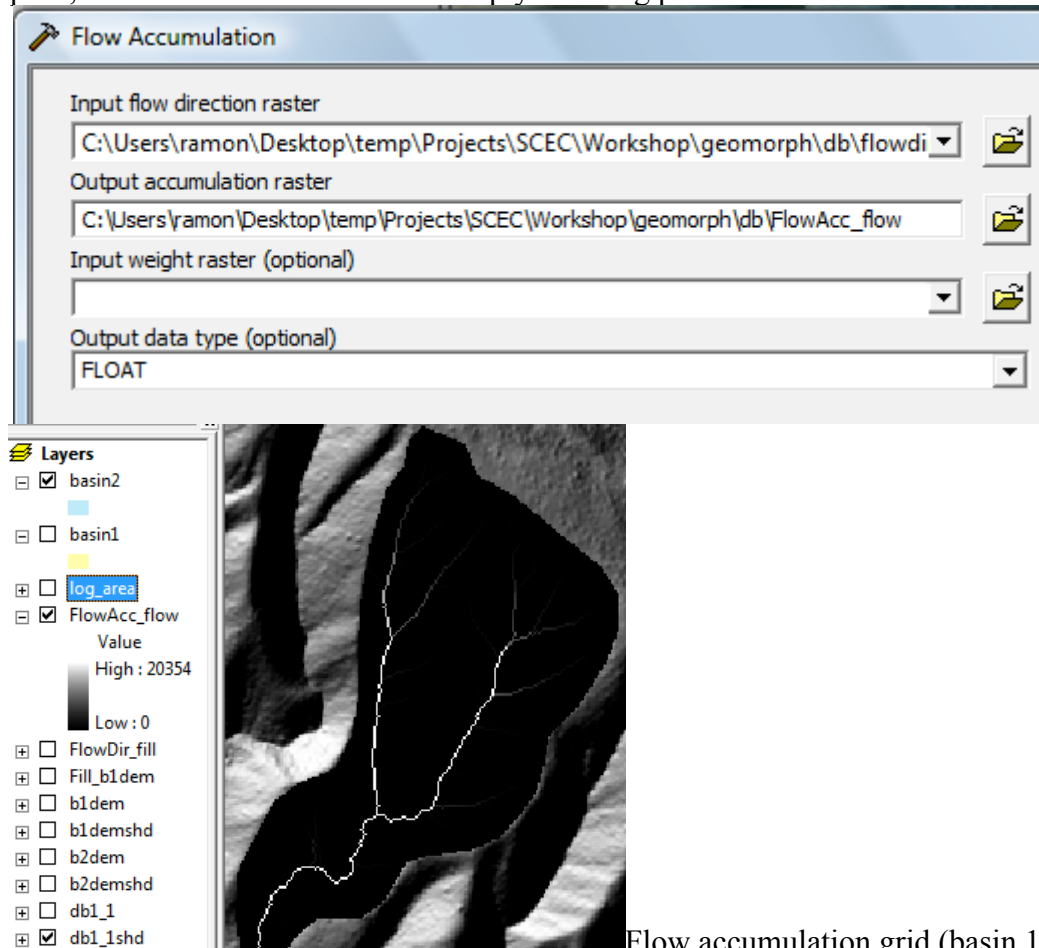 Flow Accumulation
Input flow direction raster
C:\Users\ramon\Desktop\temp\Projects\SCEC\Workshop\geomorph\db\flowdi
Output accumulation raster
C:\Users\ramon\Desktop\temp\Projects\SCEC\Workshop\geomorph\db\FlowAcc_flow
Input weight raster (optional)
Output data type (optional)
FLOAT
Layers
basin2
basin1
log_area
FlowAcc_flow
Value
High : 20354
Low : 0
FlowDir_fill
Fill_b1dem
b1dem
b1demshd
b2dem
b2demshd
db1_1
db1_1shd
Flow accumulation grid (basin 1